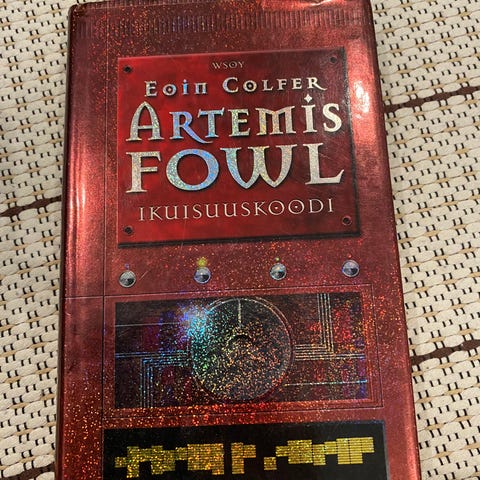 WSOY
EOIN COLFER
ARTEMIS
FOWL
IKUISUUSKOODI